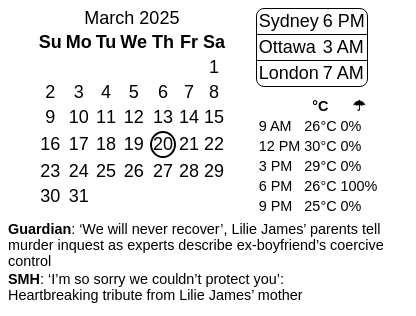 March 2025
Su Mo Tu We Th Fr Sa
1
2 3 4 5 6 7 8
9 10 11 12 13 14 15
16 17 18 19 20 21 22
23 24 25 26 27 28 29
30 31
Sydney 6 PM
Ottawa 3 AM
London 7 AM
°C ☂
9 AM 26°C 0%
12 PM 30°C 0%
3 PM 29°C 0%
6 PM 26°C 100%
9 PM 25°C 0%
Guardian: ‘We will never recover’, Lilie James’ parents tell
murder inquest as experts describe ex-boyfriend’s coercive
control
SMH: ‘I’m so sorry we couldn’t protect you’:
Heartbreaking tribute from Lilie James’ mother